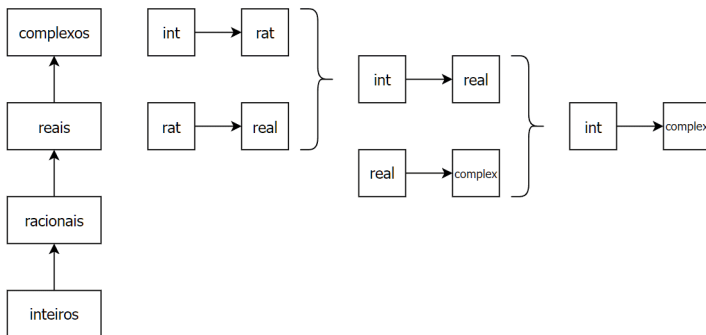 complexos
reais
racionais
inteiros
int
rat
rat
real
int
real
real
complex
int
complex